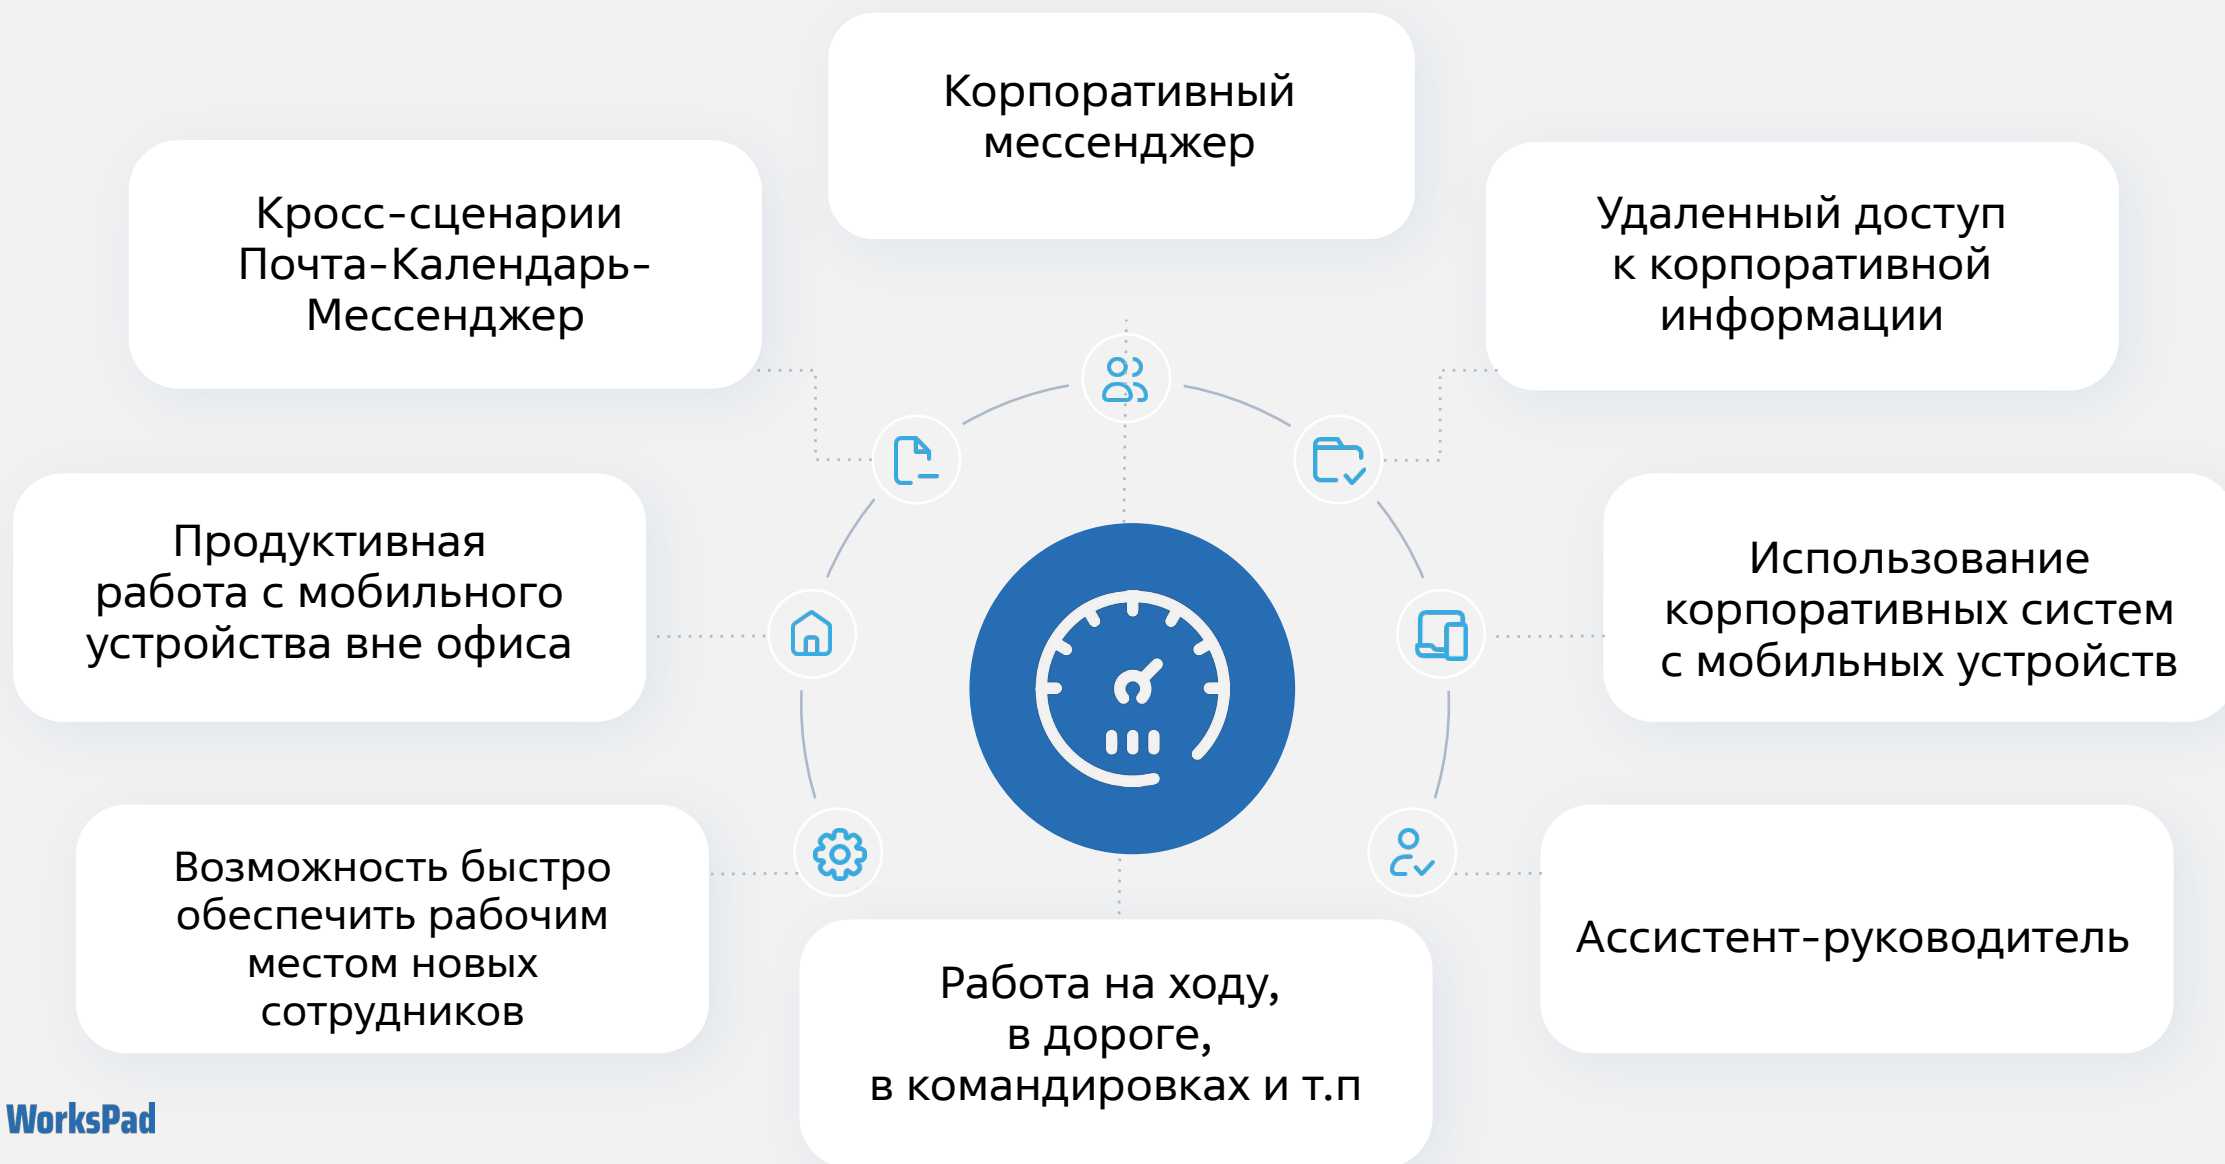 Корпоративный
мессенджер
Кросс-сценарии
Почта-Календарь-
Мессенджер
Удаленный доступ
к корпоративной
информации
Продуктивная
работа с мобильного
устройства вне офиса
Использование
корпоративных систем
с мобильных устройств
Возможность быстро
обеспечить рабочим
местом новых
сотрудников
Ассистент-руководитель
Работа на ходу,
в дороге,
в командировках и т.п
WorksPad